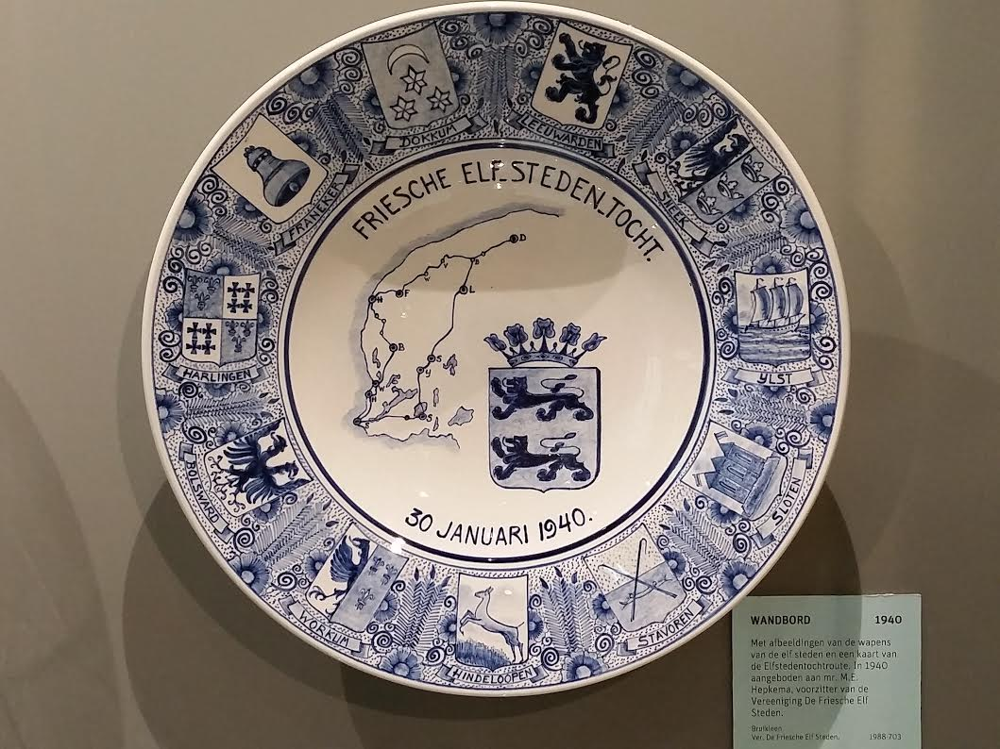 FRIESCHE ELF_STEDEN_TOCHT.
30 JANUARI 1940.
LEEUWARDEN
SNEEK
YLST
SLOTEN
STAVOREN
HINDELOOPEN
WORKUM
BOLSWARD
HARLINGEN
FRANEKER
DOKKUM
D
B
L
F
H
B
S
Y
W
S
WANDBORD 1940
Met afbeeldingen van de wapens
van de elf steden en een kaart van
de Elfstedentochtroute. In 1940
aangeboden aan mr. M.E.
Hepkema, voorzitter van de
Vereeniging De Friesche Elf
Steden.
Bruikleen
Ver. De Friesche Elf Steden. 1988-703